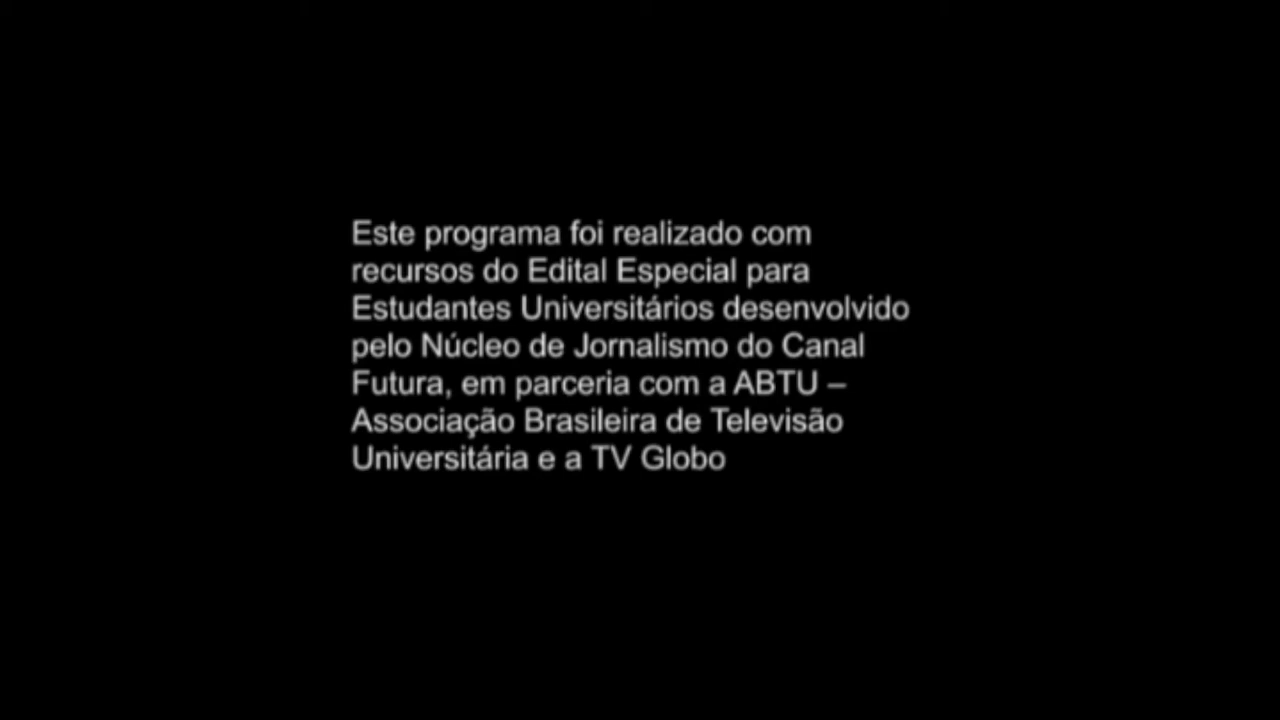 Este programa foi realizado com
recursos do Edital Especial para
Estudantes Universitários desenvolvido
pelo Núcleo de Jornalismo do Canal
Futura, em parceria com a ABTU –
Associação Brasileira de Televisão
Universitária e a TV Globo